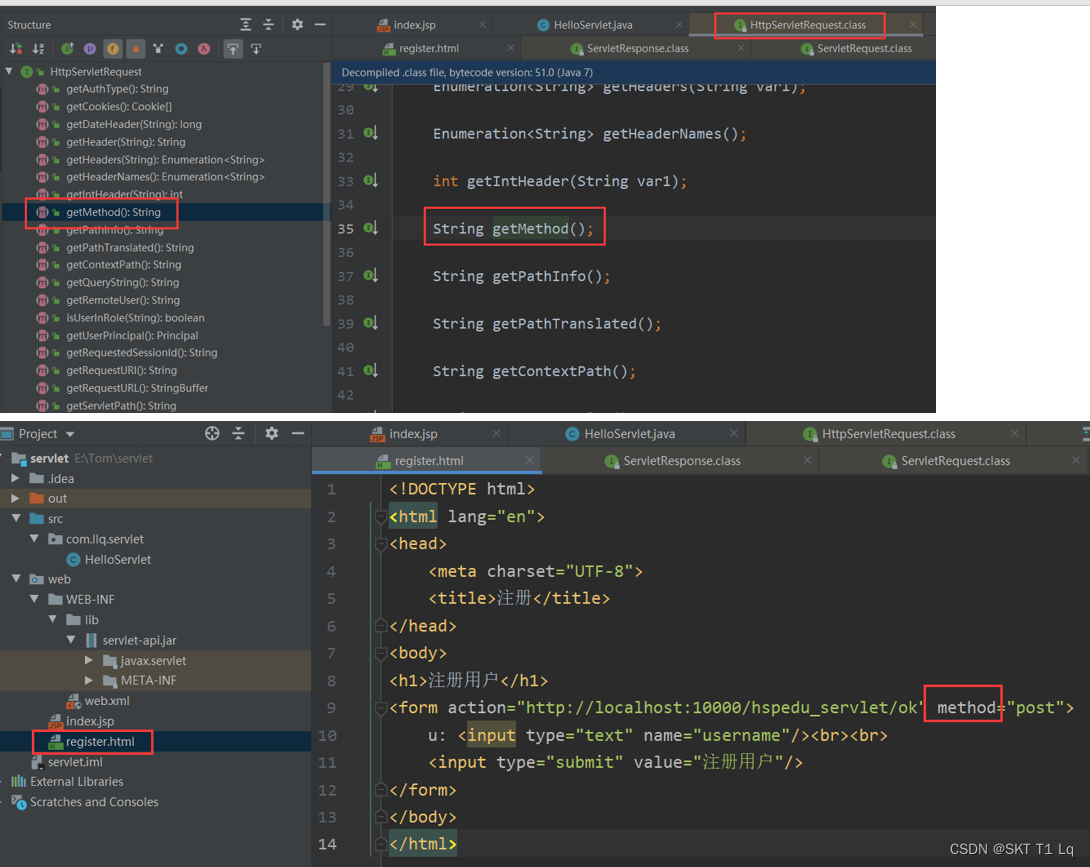 Structure
HttpServletRequest
getAuthType(): String
getCookies(): Cookie[]
getDateHeader(String): long
getHeader(String): String
getHeaders(String): Enumeration<String>
getHeaderNames(): Enumeration<String>
getIntHeader(String): int
getMethod(): String
getPathInfo(): String
getPathTranslated(): String
getContextPath(): String
getQueryString(): String
getRemoteUser(): String
isUserInRole(String): boolean
getUserPrincipal(): Principal
getRequestedSessionId(): String
getRequestURI(): String
getRequestURL(): StringBuffer
getServletPath(): String
index.jsp HelloServlet.java HttpServletRequest.class
register.html ServletResponse.class ServletRequest.class
Decompiled .class file, bytecode version: 51.0 (Java 7)
29 Enumeration<String> getHeaders(String var1);
30
31 Enumeration<String> getHeaderNames();
32
33 int getIntHeader(String var1);
34
35 String getMethod();
36
37 String getPathInfo();
38
39 String getPathTranslated();
40
41 String getContextPath();
42
Project
servlet E:\Tom\servlet
.idea
out
src
com.llq.servlet
HelloServlet
web
WEB-INF
lib
servlet-api.jar
javax.servlet
META-INF
web.xml
index.jsp
register.html
servlet.iml
External Libraries
Scratches and Consoles
index.jsp HelloServlet.java HttpServletRequest.class
register.html ServletResponse.class ServletRequest.class
1 <!DOCTYPE html>
2 <html lang="en">
3 <head>
4 <meta charset="UTF-8">
5 <title>注册</title>
6 </head>
7 <body>
8 <h1>注册用户</h1>
9 <form action="http://localhost:10000/hspedu_servlet/ok" method="post">
10 u: <input type="text" name="username"/><br><br>
11 <input type="submit" value="注册用户"/>
12 </form>
13 </body>
14 </html>
CSDN @SKT T1 Lq